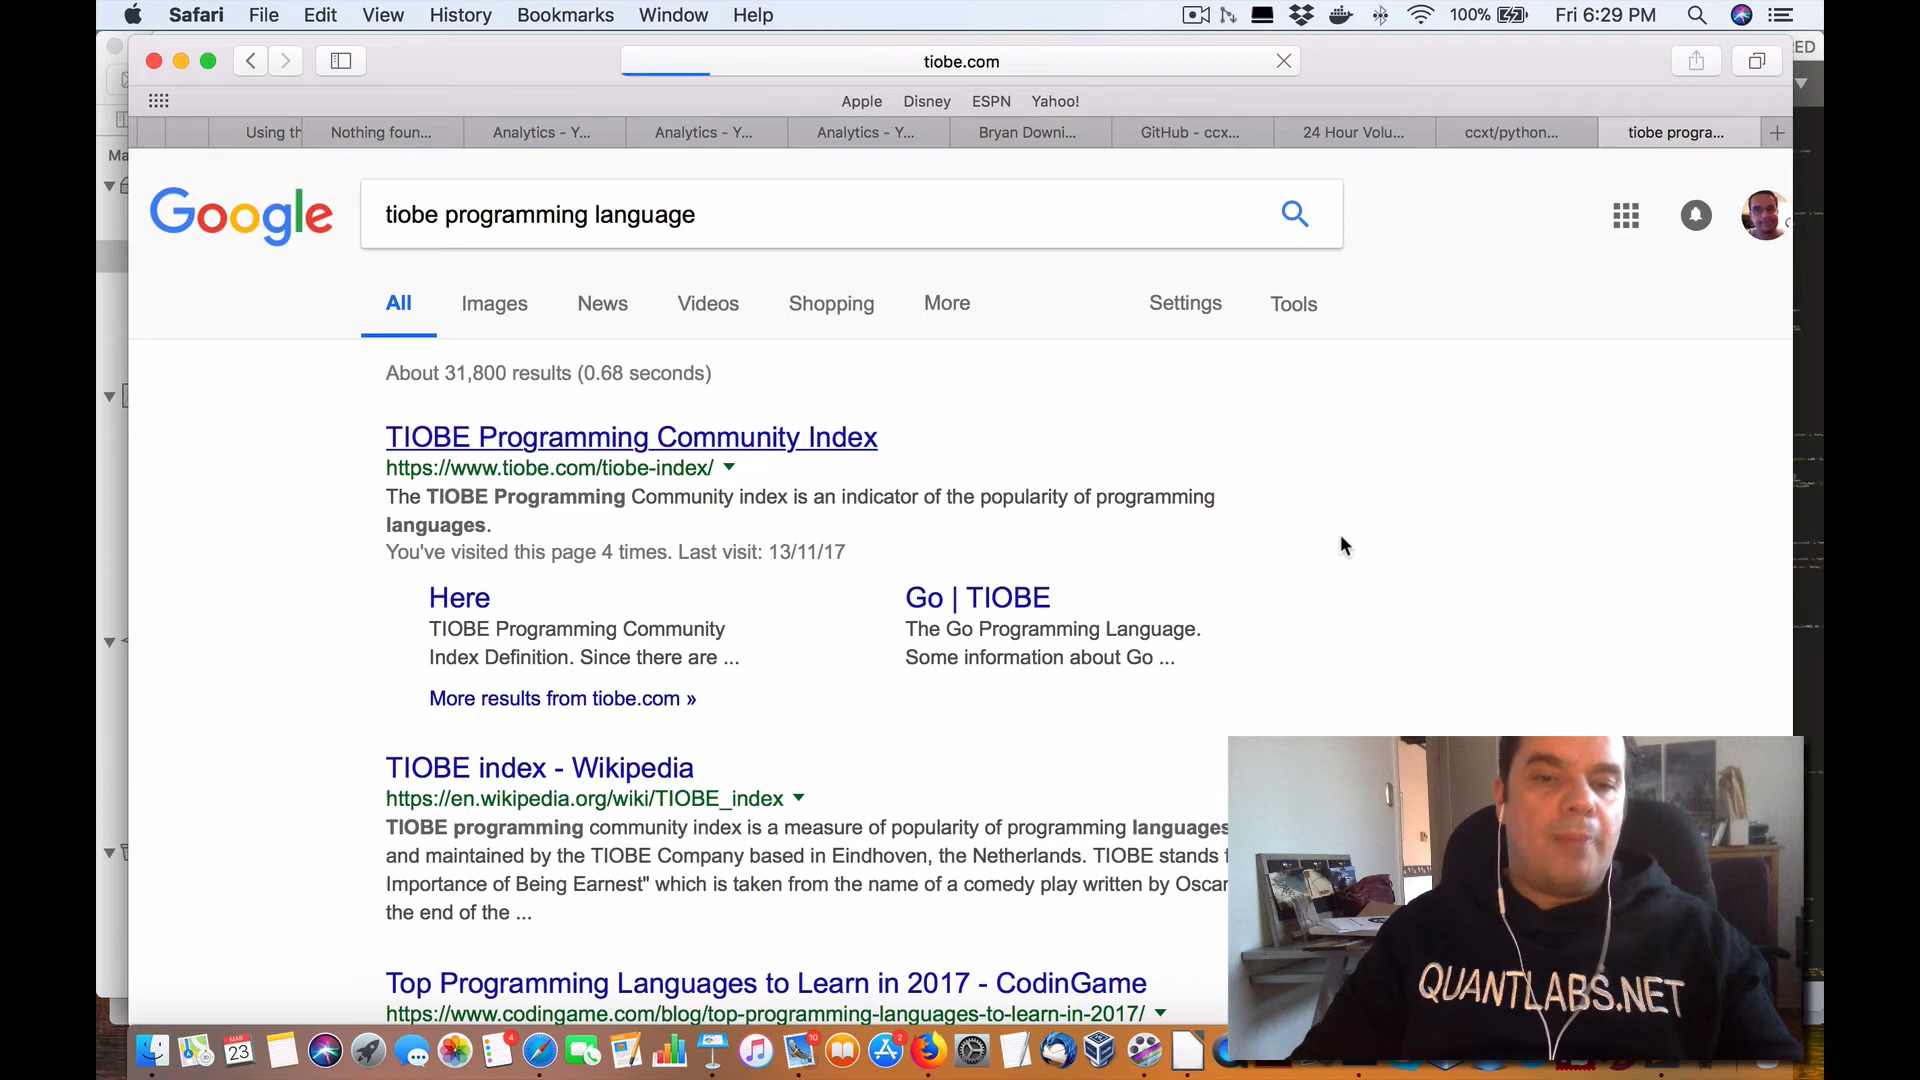 Safari File Edit View History Bookmarks Window Help 100% Fri 6:29 PM
RED
tiobe.com
Apple Disney ESPN Yahoo!
Using th Nothing foun... Analytics - Y... Analytics - Y... Analytics - Y... Bryan Downi... GitHub - ccx... 24 Hour Volu... ccxt/python... tiobe progra...
Ma
Google
tiobe programming language
All Images News Videos Shopping More Settings Tools
About 31,800 results (0.68 seconds)
TIOBE Programming Community Index
https://www.tiobe.com/tiobe-index/
The TIOBE Programming Community index is an indicator of the popularity of programming
languages.
You've visited this page 4 times. Last visit: 13/11/17
Here
TIOBE Programming Community
Index Definition. Since there are ...
Go | TIOBE
The Go Programming Language.
Some information about Go ...
More results from tiobe.com »
TIOBE index - Wikipedia
https://en.wikipedia.org/wiki/TIOBE_index
TIOBE programming community index is a measure of popularity of programming languages
and maintained by the TIOBE Company based in Eindhoven, the Netherlands. TIOBE stands
Importance of Being Earnest" which is taken from the name of a comedy play written by Oscar
the end of the ...
Top Programming Languages to Learn in 2017 - CodinGame
https://www.codingame.com/blog/top-programming-languages-to-learn-in-2017/
QUANTLABS.NET
MAR
23
4
10
2